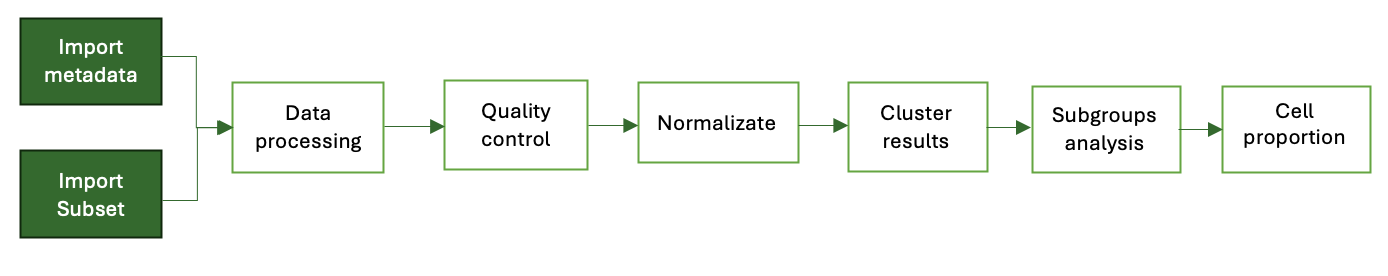 Import
metadata
Import
Subset
Data
processing
Quality
control
Normalizate
Cluster
results
Subgroups
analysis
Cell
proportion